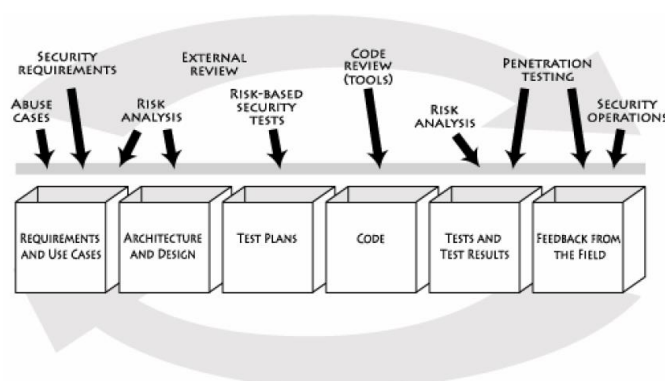 SECURITY
REQUIREMENTS
EXTERNAL
REVIEW
CODE
REVIEW
(TOOLS)
PENETRATION
TESTING
ABUSE
CASES
RISK
ANALYSIS
RISK-BASED
SECURITY
TESTS
RISK
ANALYSIS
SECURITY
OPERATIONS
REQUIREMENTS
AND USE CASES
ARCHITECTURE
AND DESIGN
TEST PLANS
CODE
TESTS AND
TEST RESULTS
FEEDBACK FROM
THE FIELD